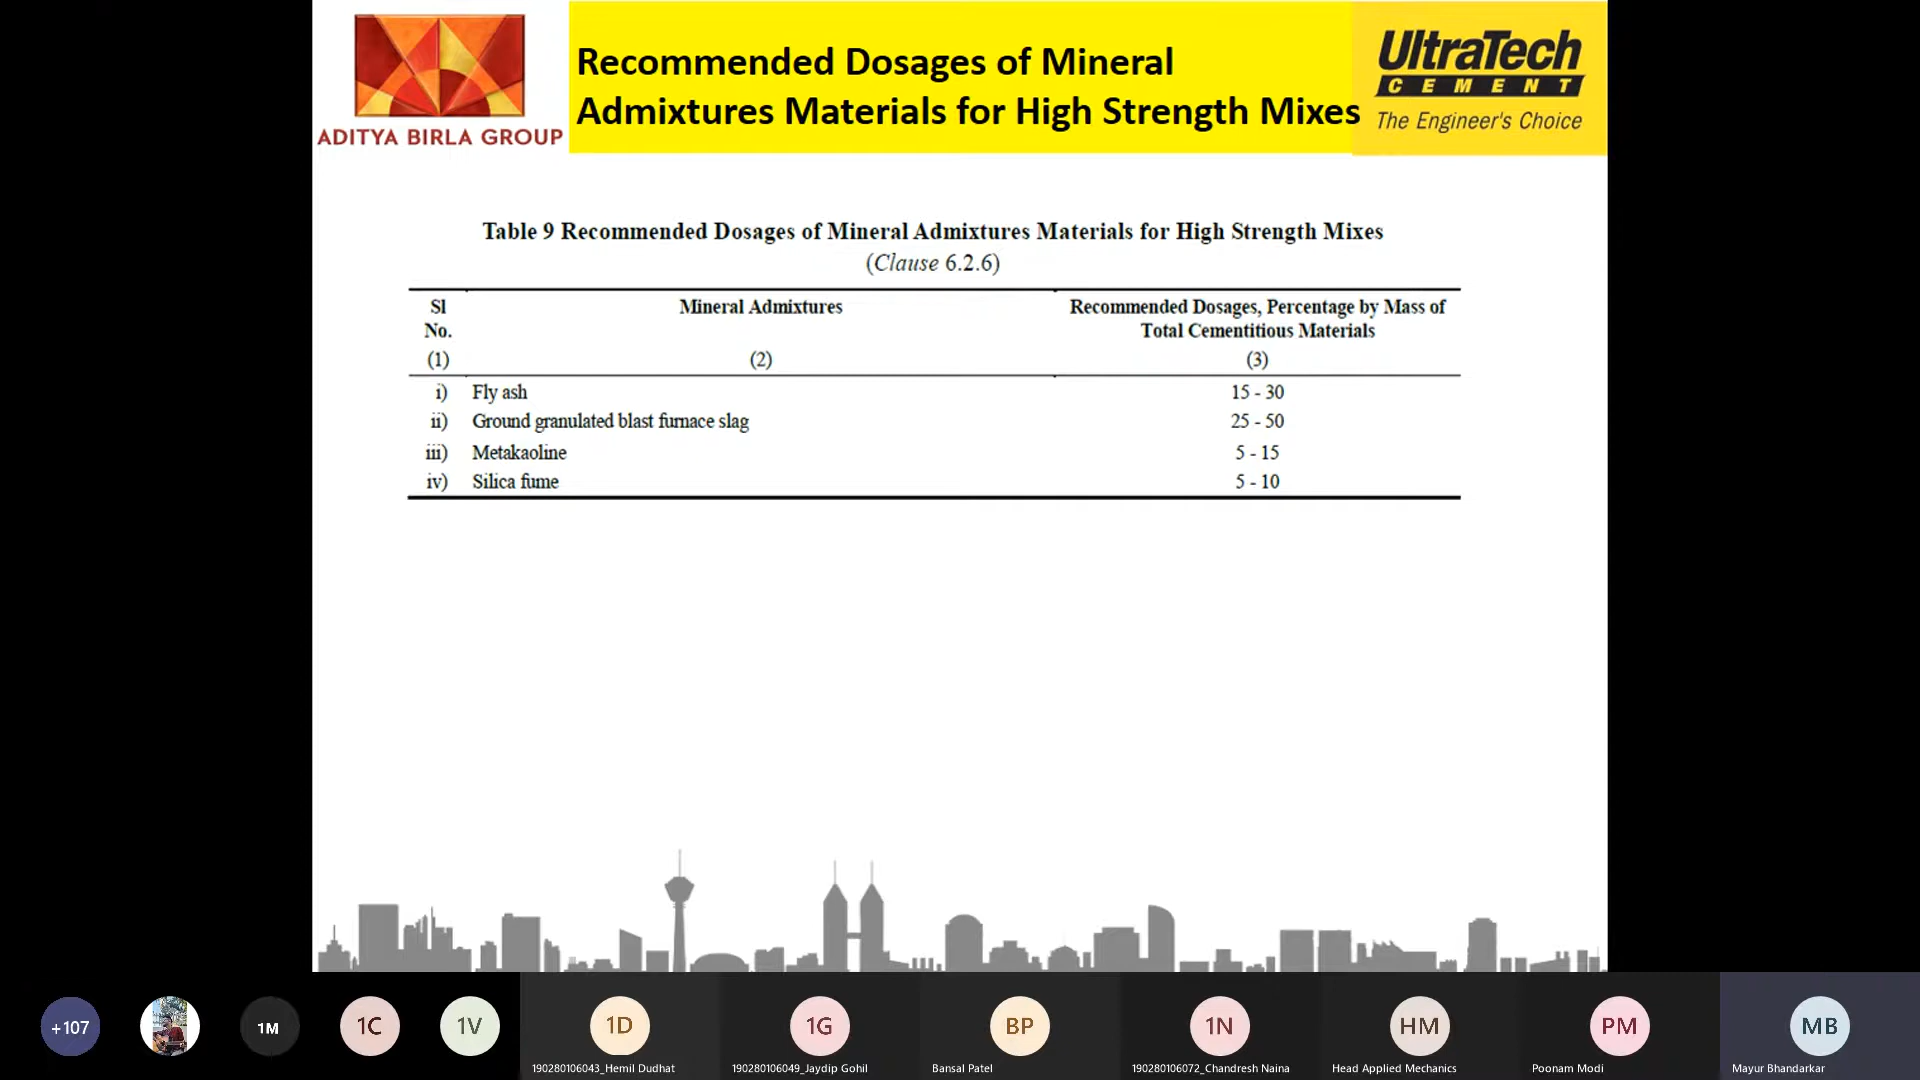 ADITYA BIRLA GROUP
Recommended Dosages of Mineral
Admixtures Materials for High Strength Mixes
UltraTech
CEMENT
The Engineer's Choice
Table 9 Recommended Dosages of Mineral Admixtures Materials for High Strength Mixes
(Clause 6.2.6)
Sl No. Mineral Admixtures Recommended Dosages, Percentage by Mass of Total Cementitious Materials
(1) (2) (3)
i) Fly ash 15 - 30
ii) Ground granulated blast furnace slag 25 - 50
iii) Metakaoline 5 - 15
iv) Silica fume 5 - 10
+107 1M 1C 1V 1D 1G BP 1N HM PM MB
190280106043_Hemil Dudhat 190280106049_Jaydip Gohil Bansal Patel 190280106072_Chandresh Naina Head Applied Mechanics Poonam Modi Mayur Bhandarkar